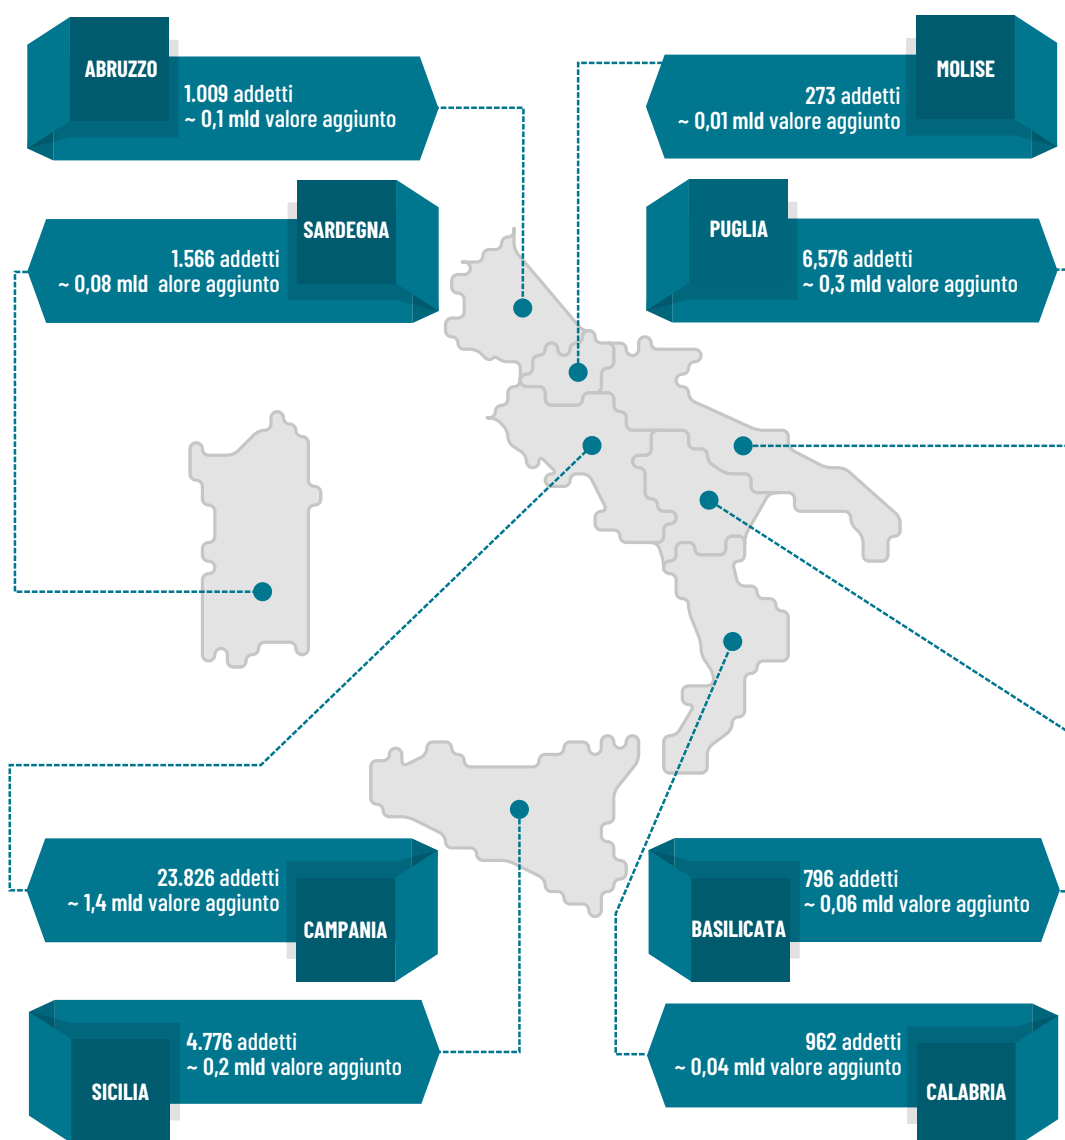 ABRUZZO
1.009 addetti
~ 0,1 mld valore aggiunto
MOLISE
273 addetti
~ 0,01 mld valore aggiunto
SARDEGNA
1.566 addetti
~ 0,08 mld alore aggiunto
PUGLIA
6,576 addetti
~ 0,3 mld valore aggiunto
23.826 addetti
~ 1,4 mld valore aggiunto
CAMPANIA
796 addetti
~ 0,06 mld valore aggiunto
BASILICATA
4.776 addetti
~ 0,2 mld valore aggiunto
SICILIA
962 addetti
~ 0,04 mld valore aggiunto
CALABRIA